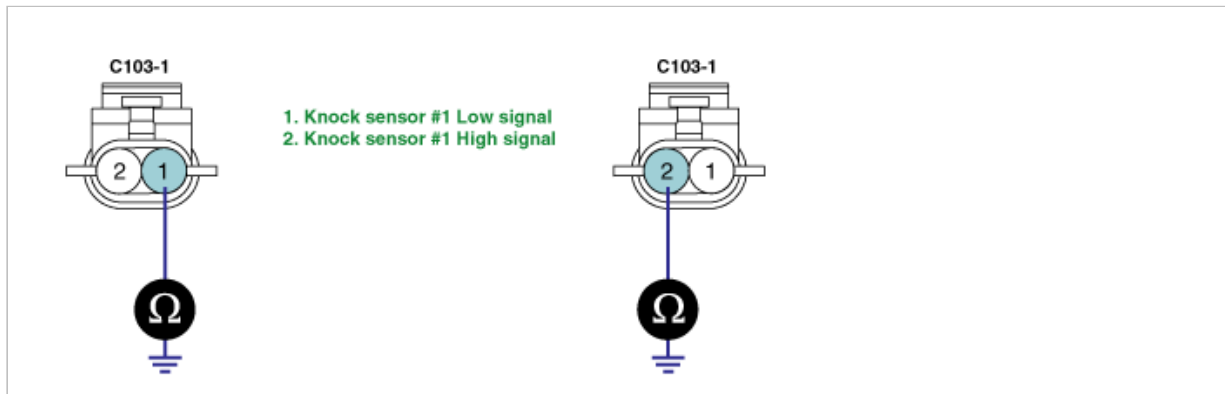 C103-1
C103-1
1. Knock sensor #1 Low signal
2. Knock sensor #1 High signal
2 1
2 1
Ω
Ω